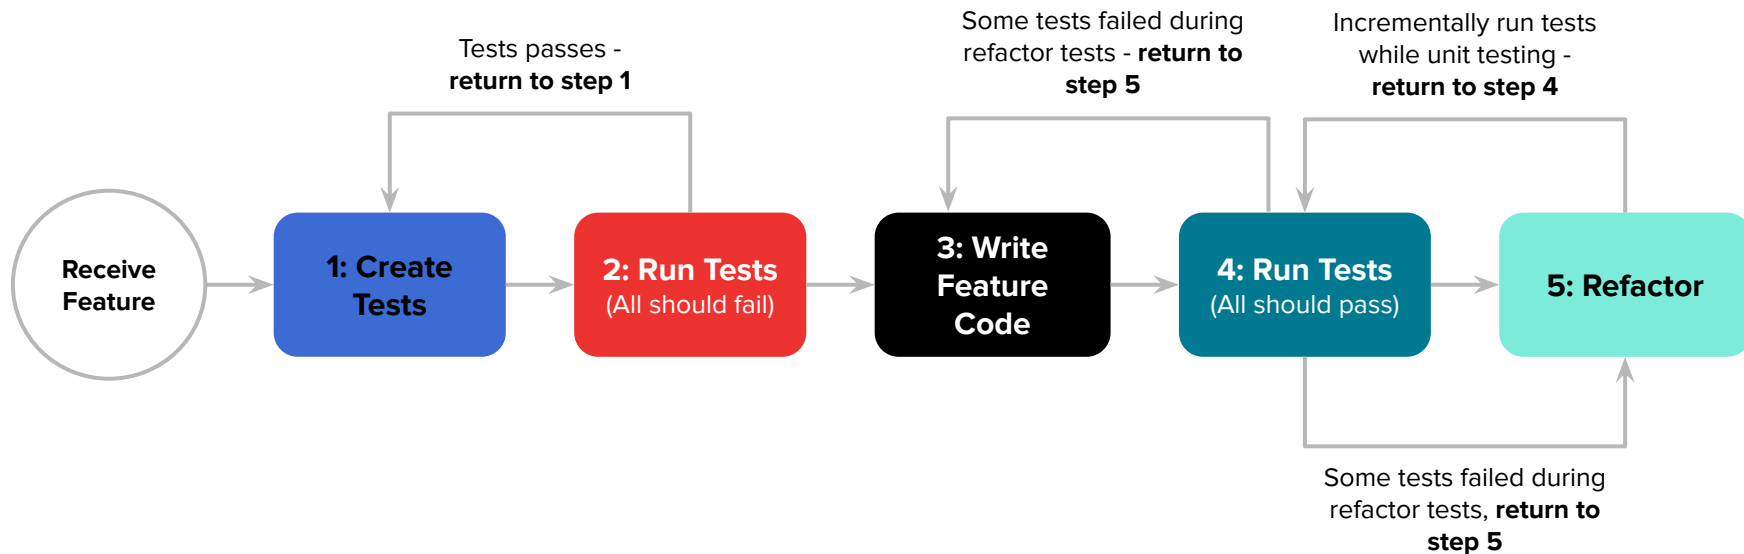 Tests passes -
return to step 1
Some tests failed during
refactor tests - return to
step 5
Incrementally run tests
while unit testing -
return to step 4
Receive
Feature
1: Create
Tests
2: Run Tests
(All should fail)
3: Write
Feature
Code
4: Run Tests
(All should pass)
5: Refactor
Some tests failed during
refactor tests, return to
step 5